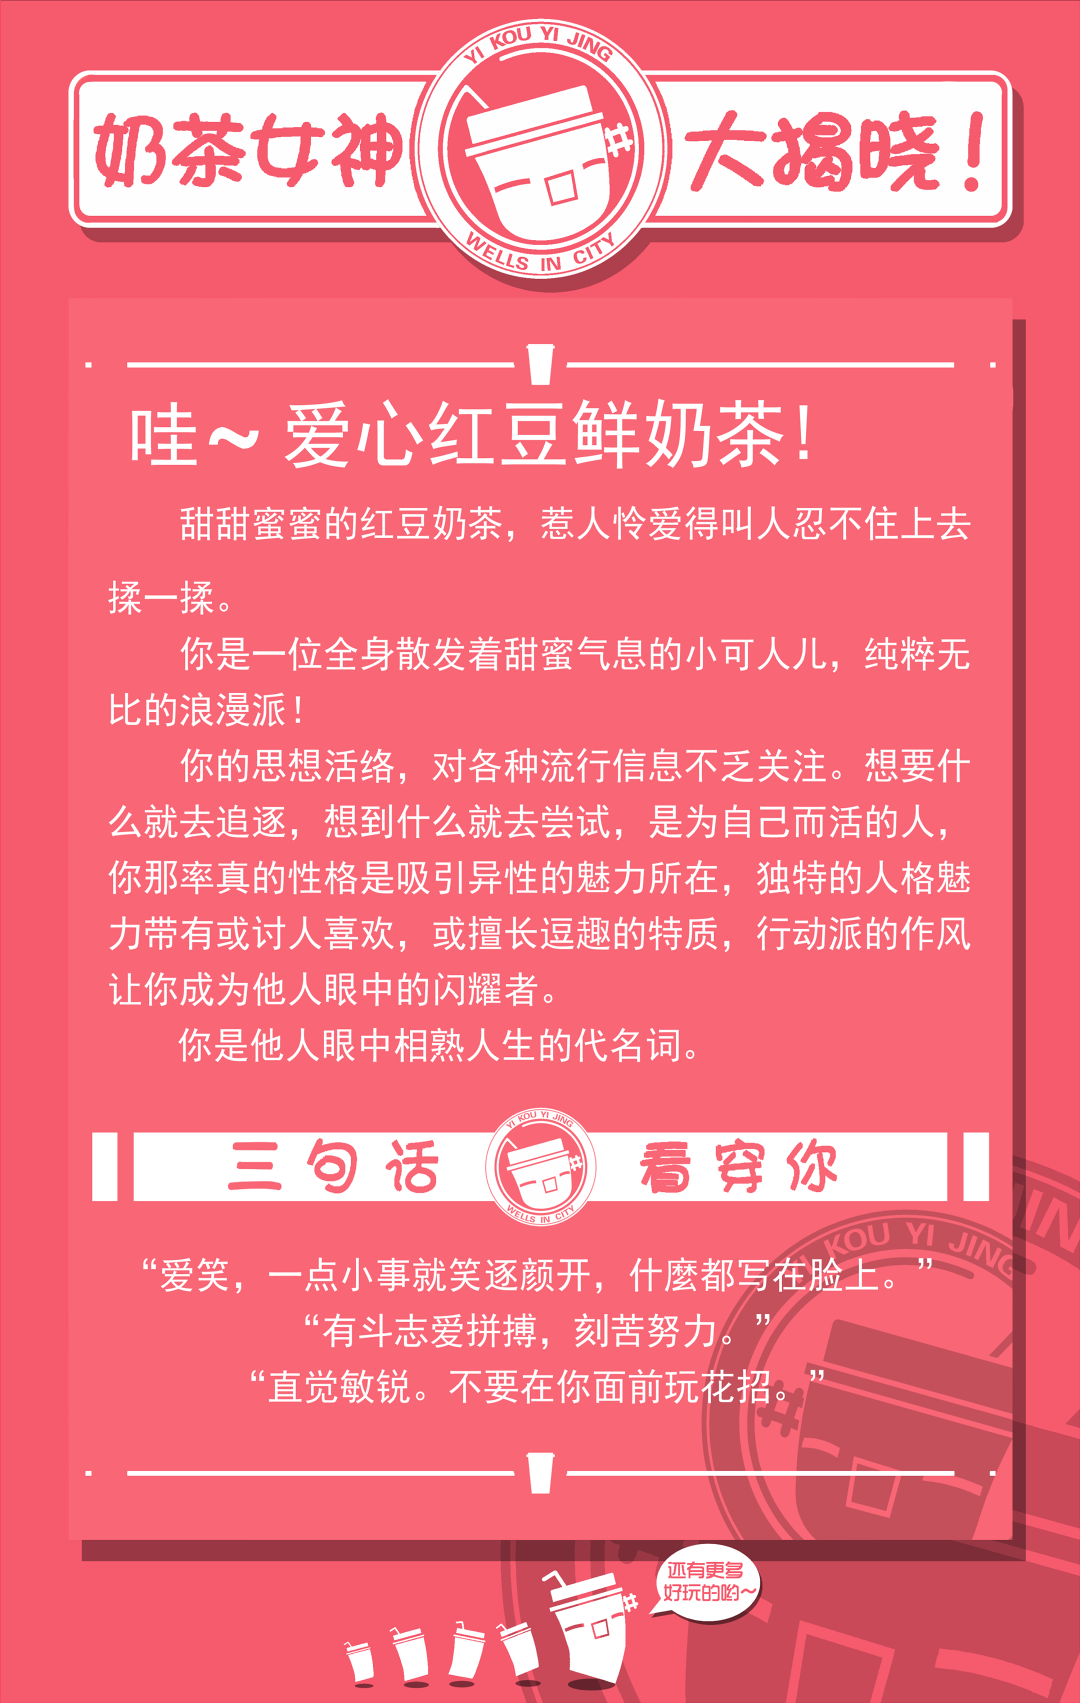 YI KOU YI JING
奶茶女神 大揭晓！
WELLS IN CITY
哇~爱心红豆鲜奶茶！
甜甜蜜蜜的红豆奶茶，惹人怜爱得叫人忍不住上去
揉一揉。
你是一位全身散发着甜蜜气息的小可人儿，纯粹无
比的浪漫派！
你的思想活络，对各种流行信息不乏关注。想要什
么就去追逐，想到什么就去尝试，是为自己而活的人，
你那率真的性格是吸引异性的魅力所在，独特的人格魅
力带有或讨人喜欢，或擅长逗趣的特质，行动派的作风
让你成为他人眼中的闪耀者。
你是他人眼中相熟人生的代名词。
YI KOU YI JING
三句话 看穿你
WELLS IN CITY
“爱笑，一点小事就笑逐颜开，什麼都写在脸上。”
“有斗志爱拼搏，刻苦努力。”
“直觉敏锐。不要在你面前玩花招。”
KOU YI JING
还有更多
好玩的哟~